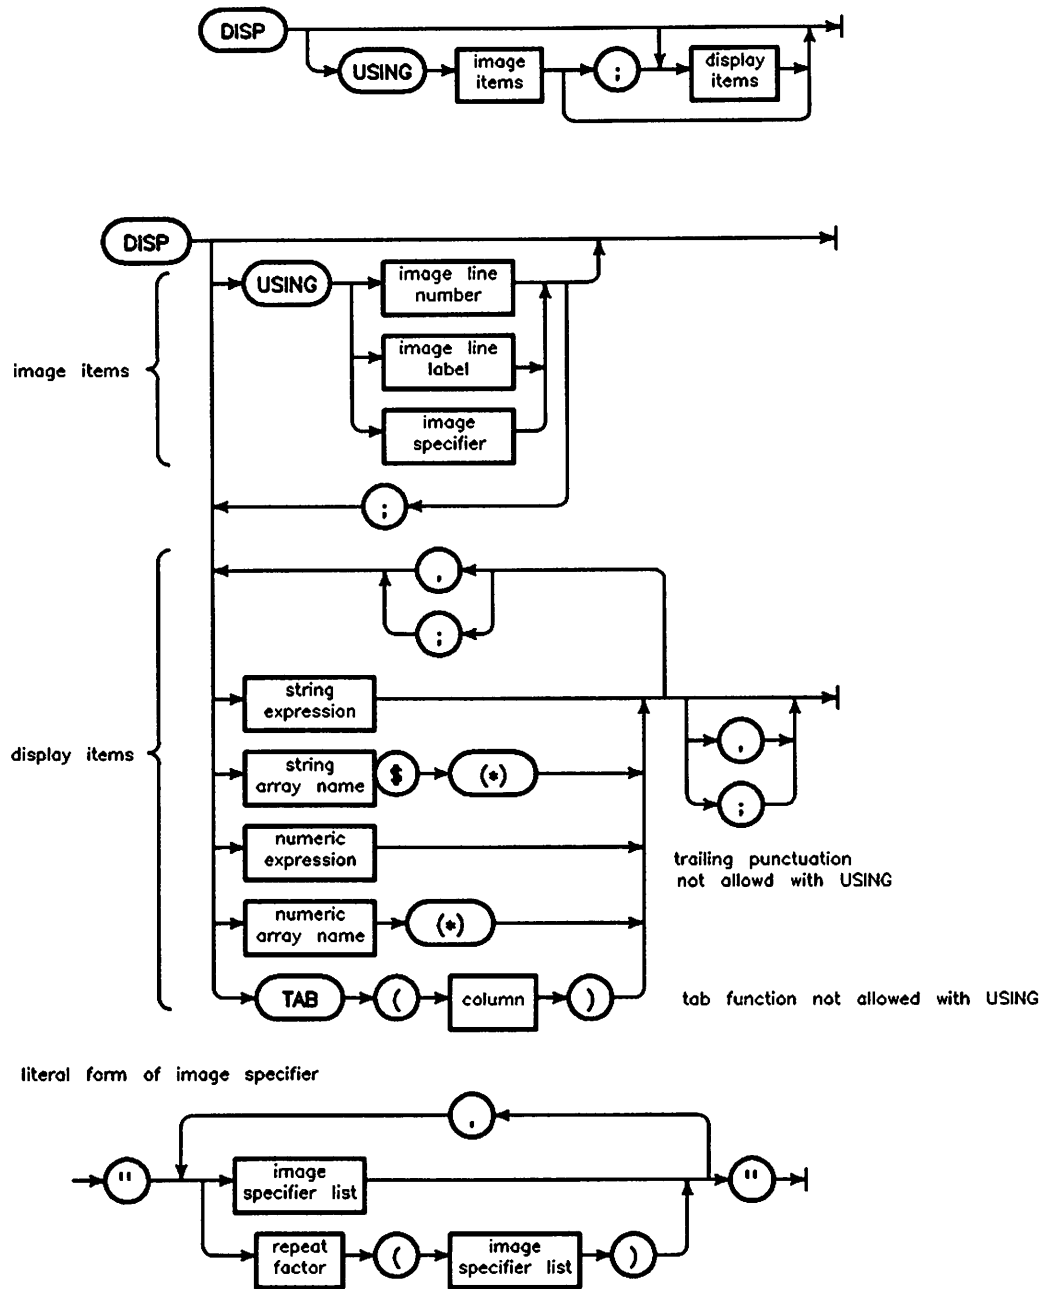 DISP
USING
image
items
;
display
items
DISP
image items
USING
image line
number
image line
label
image
specifier
;
,
;
display items
string
expression
string
array name
$
(*)
numeric
expression
numeric
array name
(*)
,
;
trailing punctuation
not allowd with USING
TAB
(
column
)
tab function not allowed with USING
literal form of image specifier
,
"
image
specifier list
"
repeat
factor
(
image
specifier list
)